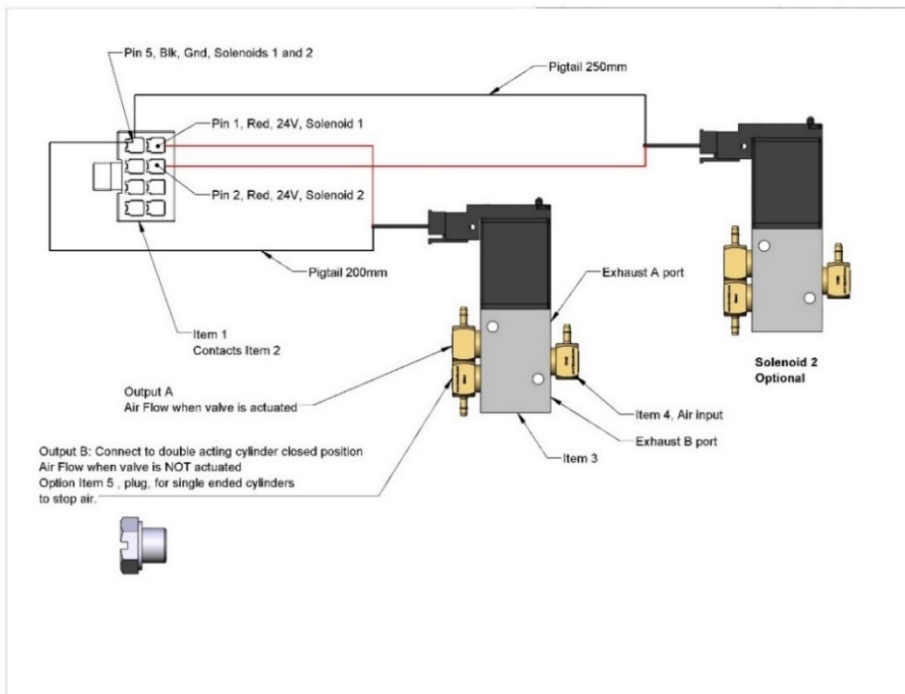 Pin 5, Blk, Gnd, Solenoids 1 and 2
Pigtail 250mm
Pin 1, Red, 24V, Solenoid 1
Pin 2, Red, 24V, Solenoid 2
Pigtail 200mm
Exhaust A port
Item 1
Contacts Item 2
Solenoid 2
Optional
Output A
Air Flow when valve is actuated
Item 4, Air input
Exhaust B port
Item 3
Output B: Connect to double acting cylinder closed position
Air Flow when valve is NOT actuated
Option Item 5 , plug, for single ended cylinders
to stop air.